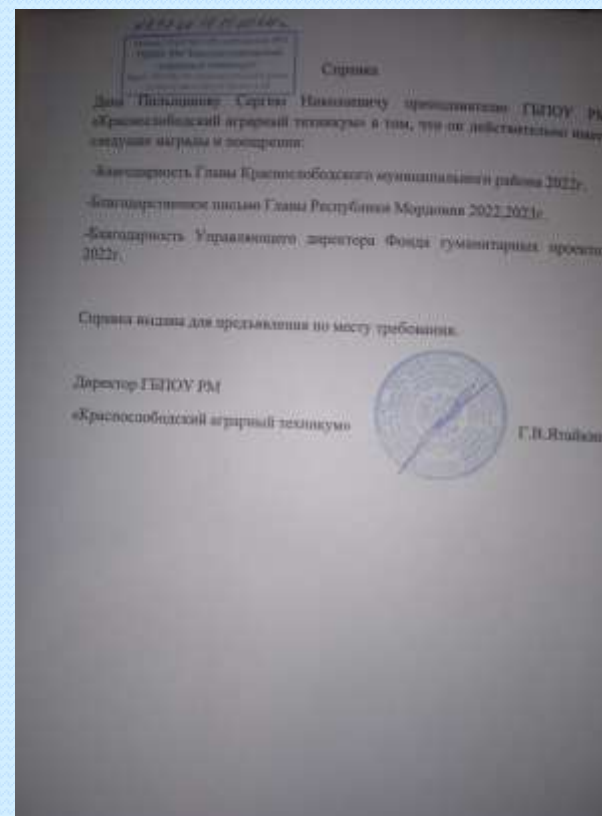 Справка
Дана Сергею Николаевичу преподавателю ГБПОУ РМ
«Краснослободский аграрный техникум» в том, что он действительно имеет
следущие награды и поощрения:
-Благодарность Главы Краснослободского муниципального района 2022г.
-Благодарственное письмо Главы Республики Мордовия 2022,2023г.
-Благодарность Управляющего директора Фонда гуманитарных проектов
2022г.
Справка выдана для предъявления по месту требования.
Директор ГБПОУ РМ
«Краснослободский аграрный техникум»
Г.В.